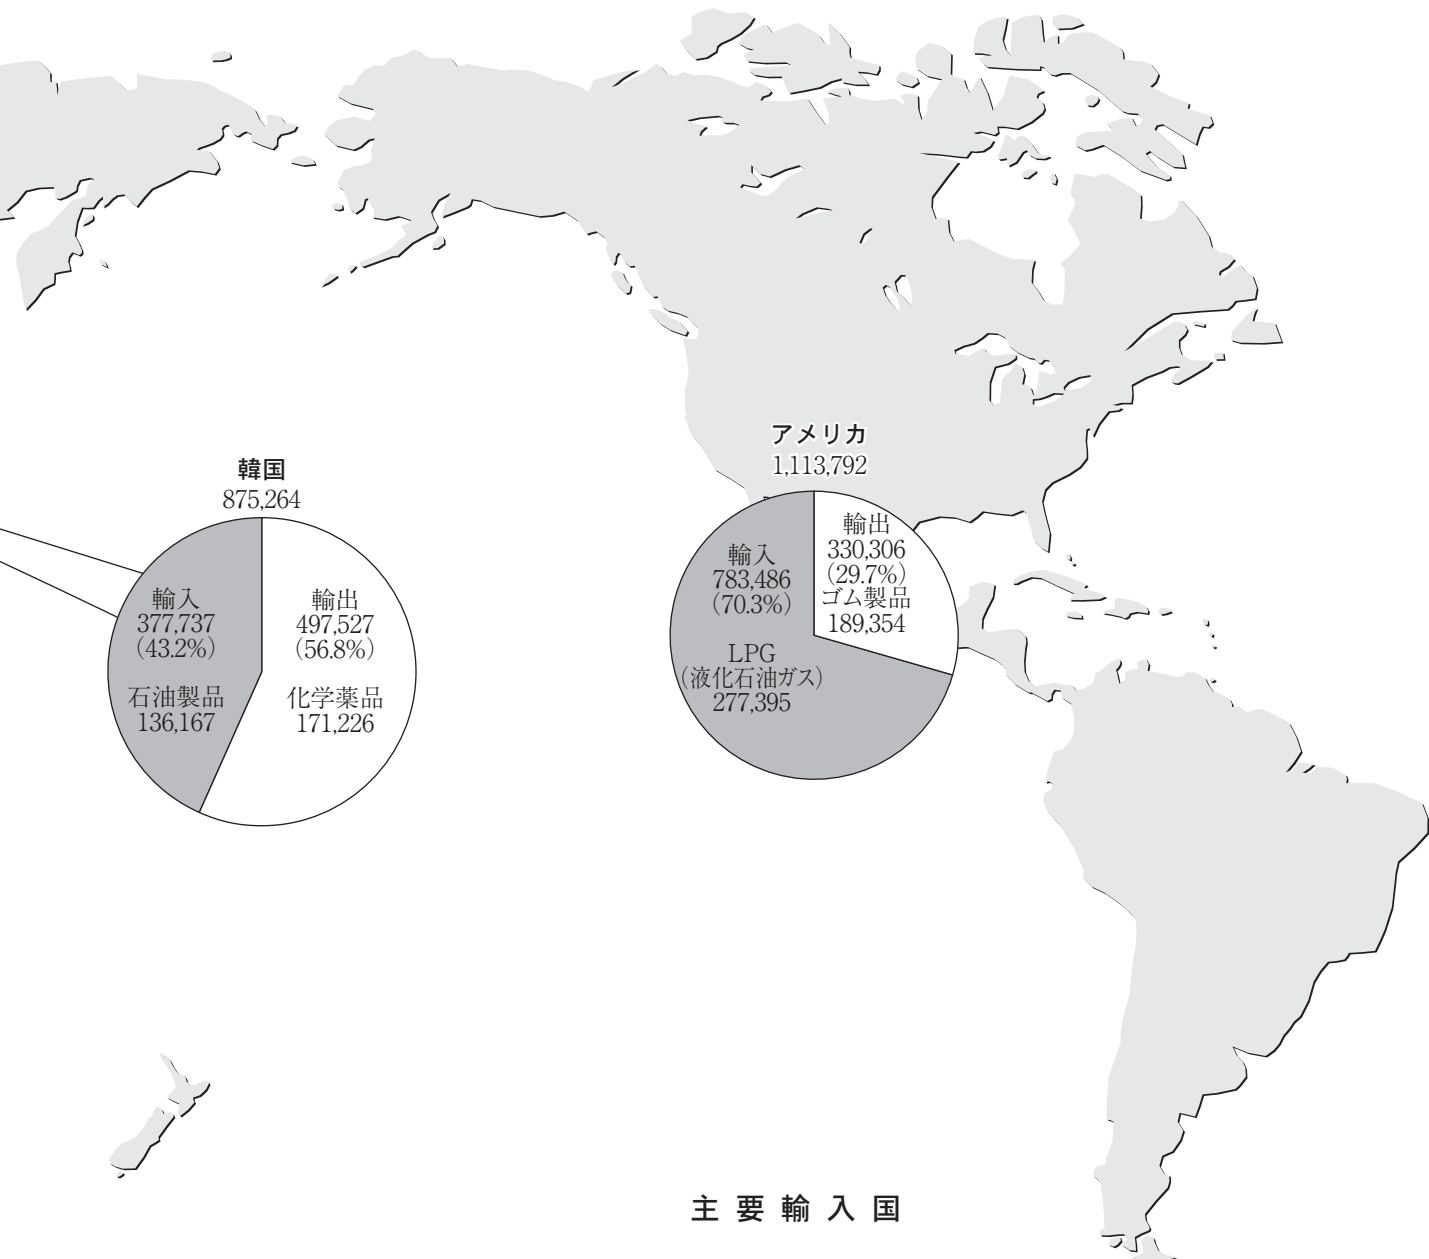 アメリカ
1,113,792
韓国
875,264
輸出
330,306
(29.7%)
ゴム製品
189,354
輸入
783,486
(70.3%)
LPG
(液化石油ガス)
277,395
輸入
377,737
(43.2%)
石油製品
136,167
輸出
497,527
(56.8%)
化学薬品
171,226
主要輸入国